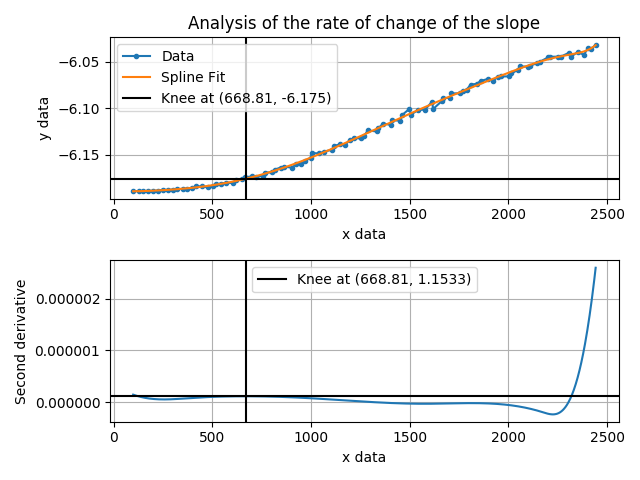 Analysis of the rate of change of the slope
−6.05
−6.10
−6.15
y data
Data
Spline Fit
Knee at (668.81, -6.175)
0 500 1000 1500 2000 2500
x data
0.000002
0.000001
0.000000
Second derivative
Knee at (668.81, 1.1533)
0 500 1000 1500 2000 2500
x data